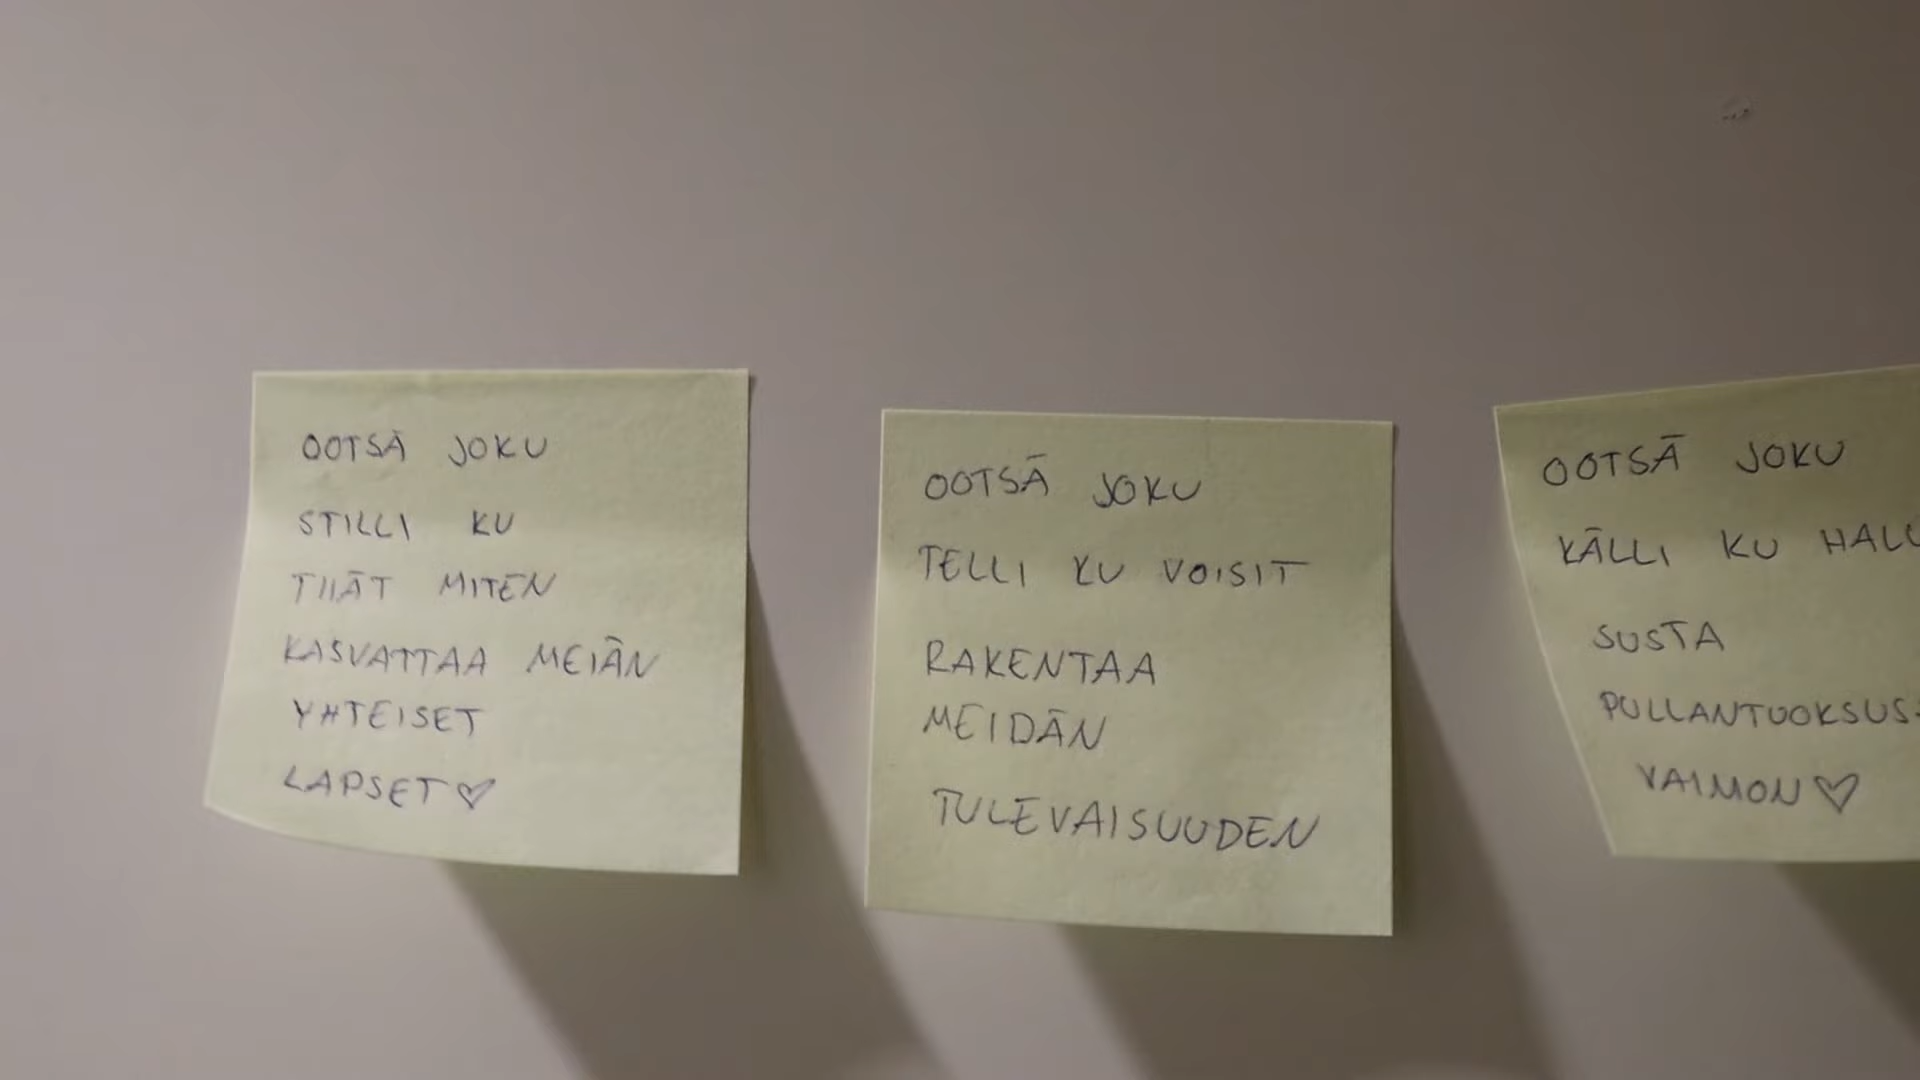 OOTSÄ JOKU
STILLI KU
TIIÄT MITEN
KASVATTAA MEIÄN
YHTEISET
LAPSET♡
OOTSÄ JOKU
TELLI KU VOISIT
RAKENTAA
MEIDÄN
TULEVAISUUDEN
OOTSÄ JOKU
KÄLLI KU
SUSTA
VAIMON♡